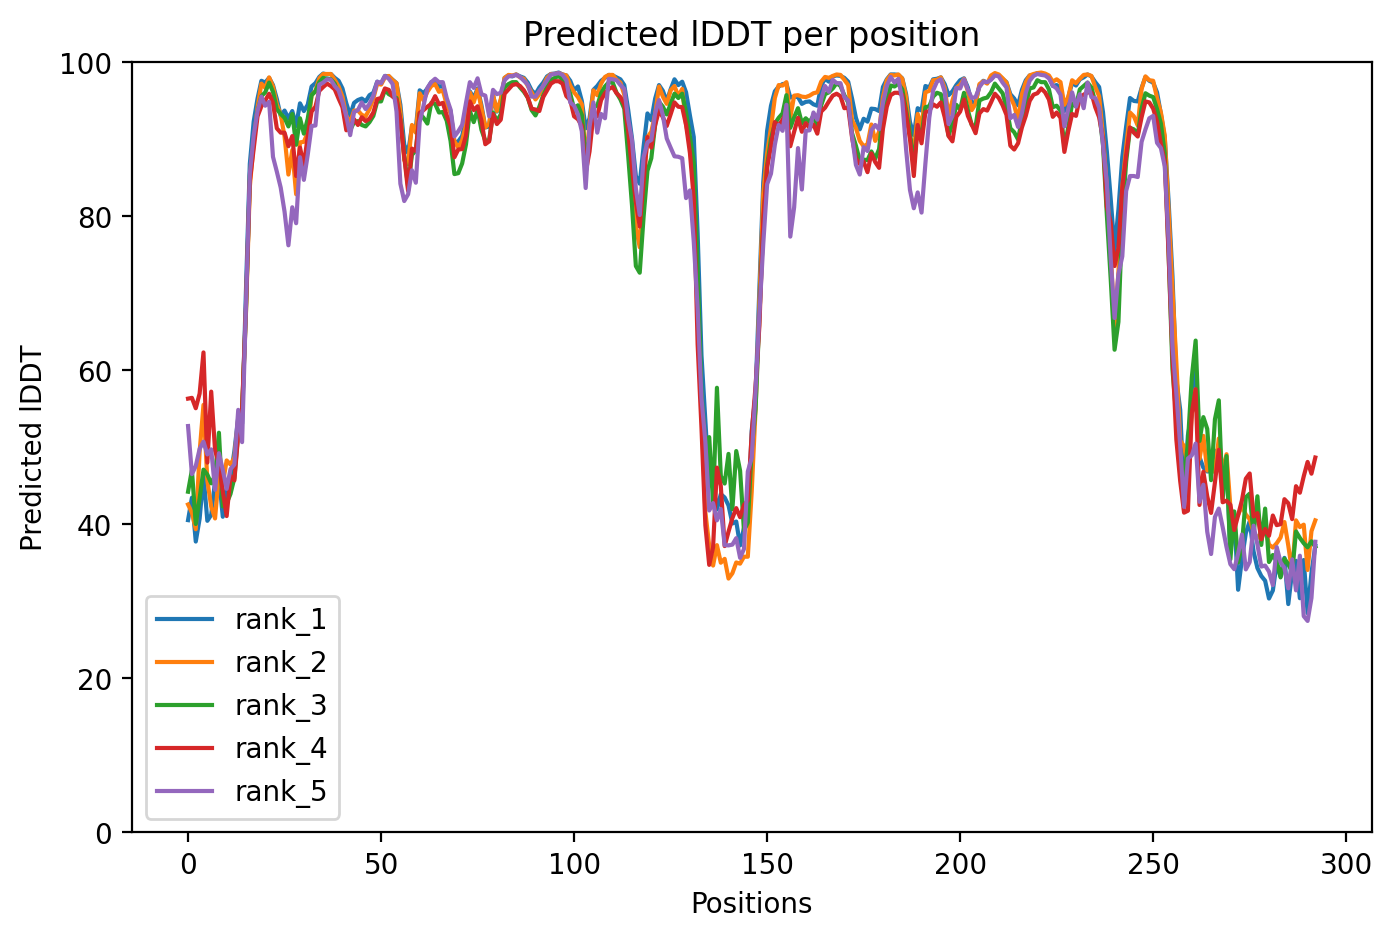 Predicted lDDT per position
100
80
60
40
20
0
Predicted lDDT
rank_1
rank_2
rank_3
rank_4
rank_5
0 50 100 150 200 250 300
Positions